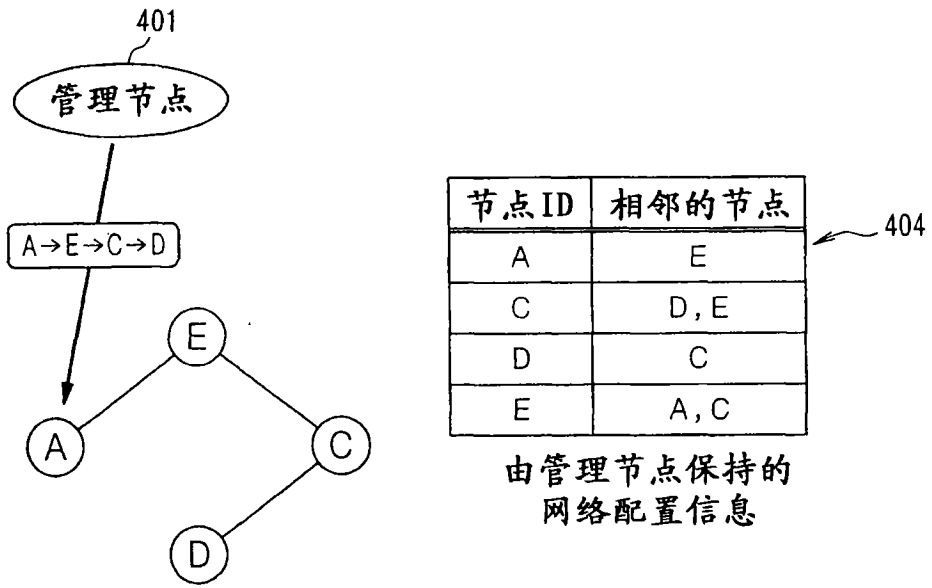 401
管理节点
A→E→C→D
E
A
C
D
节点ID 相邻的节点
404
A E
C D,E
D C
E A,C
由管理节点保持的
网络配置信息